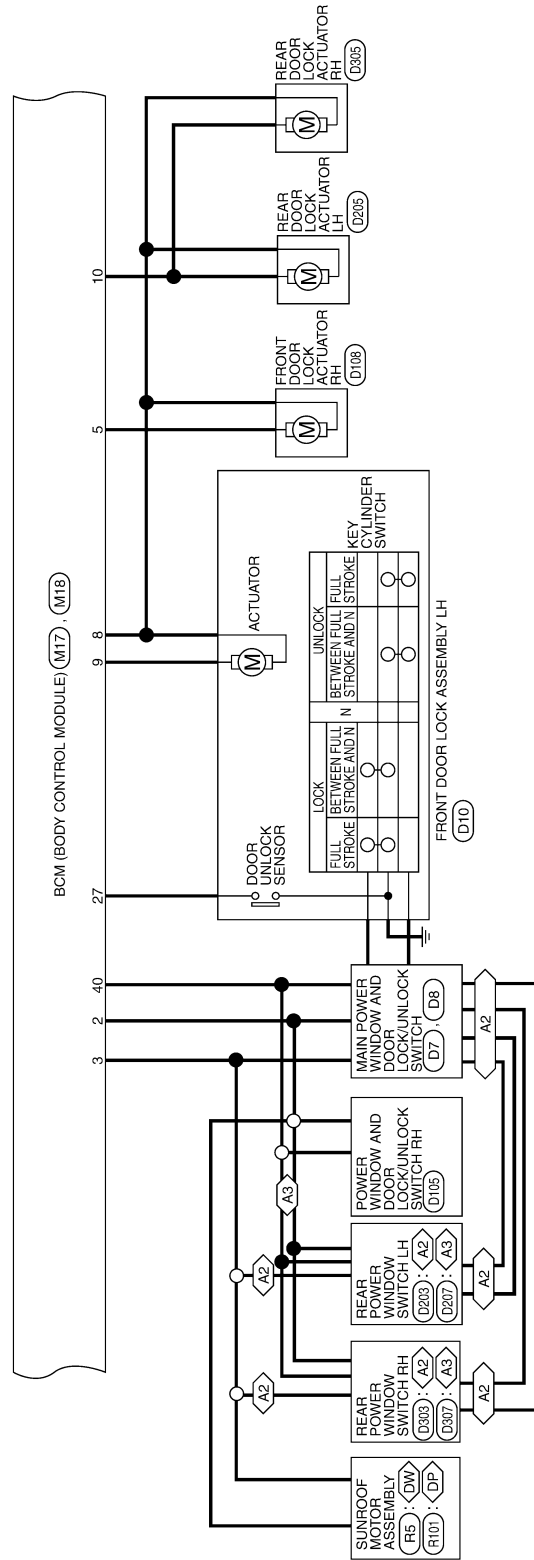 BCM (BODY CONTROL MODULE) M17 , M18
3
2
40
27
9
8
5
10
SUNROOF
MOTOR
ASSEMBLY
R5 : DW
R101 : DP
REAR
POWER
WINDOW
SWITCH RH
D303 : A2
D307 : A3
A2
A2
REAR
POWER
WINDOW
SWITCH LH
D203 : A2
D207 : A3
A2
A2
A3
POWER
WINDOW AND
DOOR
LOCK/UNLOCK
SWITCH RH
D105
MAIN POWER
WINDOW AND
DOOR
LOCK/UNLOCK
SWITCH
D7 , D8
A2
DOOR
UNLOCK
SENSOR
M
ACTUATOR
LOCK
N
UNLOCK
FULL
STROKE
BETWEEN FULL
STROKE AND N
BETWEEN FULL
STROKE AND N
FULL
STROKE
KEY
CYLINDER
SWITCH
FRONT DOOR LOCK ASSEMBLY LH
D10
M
FRONT
DOOR
LOCK
ACTUATOR
RH
D108
M
REAR
DOOR
LOCK
ACTUATOR
LH
D205
M
REAR
DOOR
LOCK
ACTUATOR
RH
D305